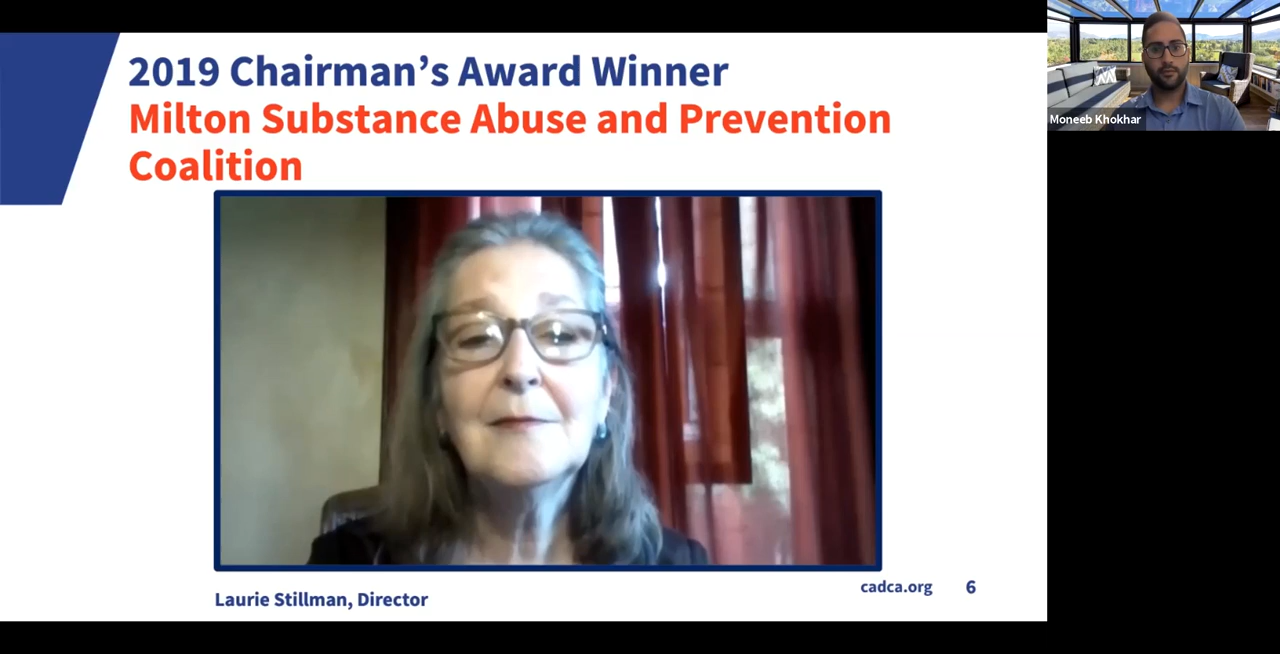 2019 Chairman’s Award Winner
Milton Substance Abuse and Prevention
Coalition
Moneeb Khokhar
Laurie Stillman, Director
cadca.org 6